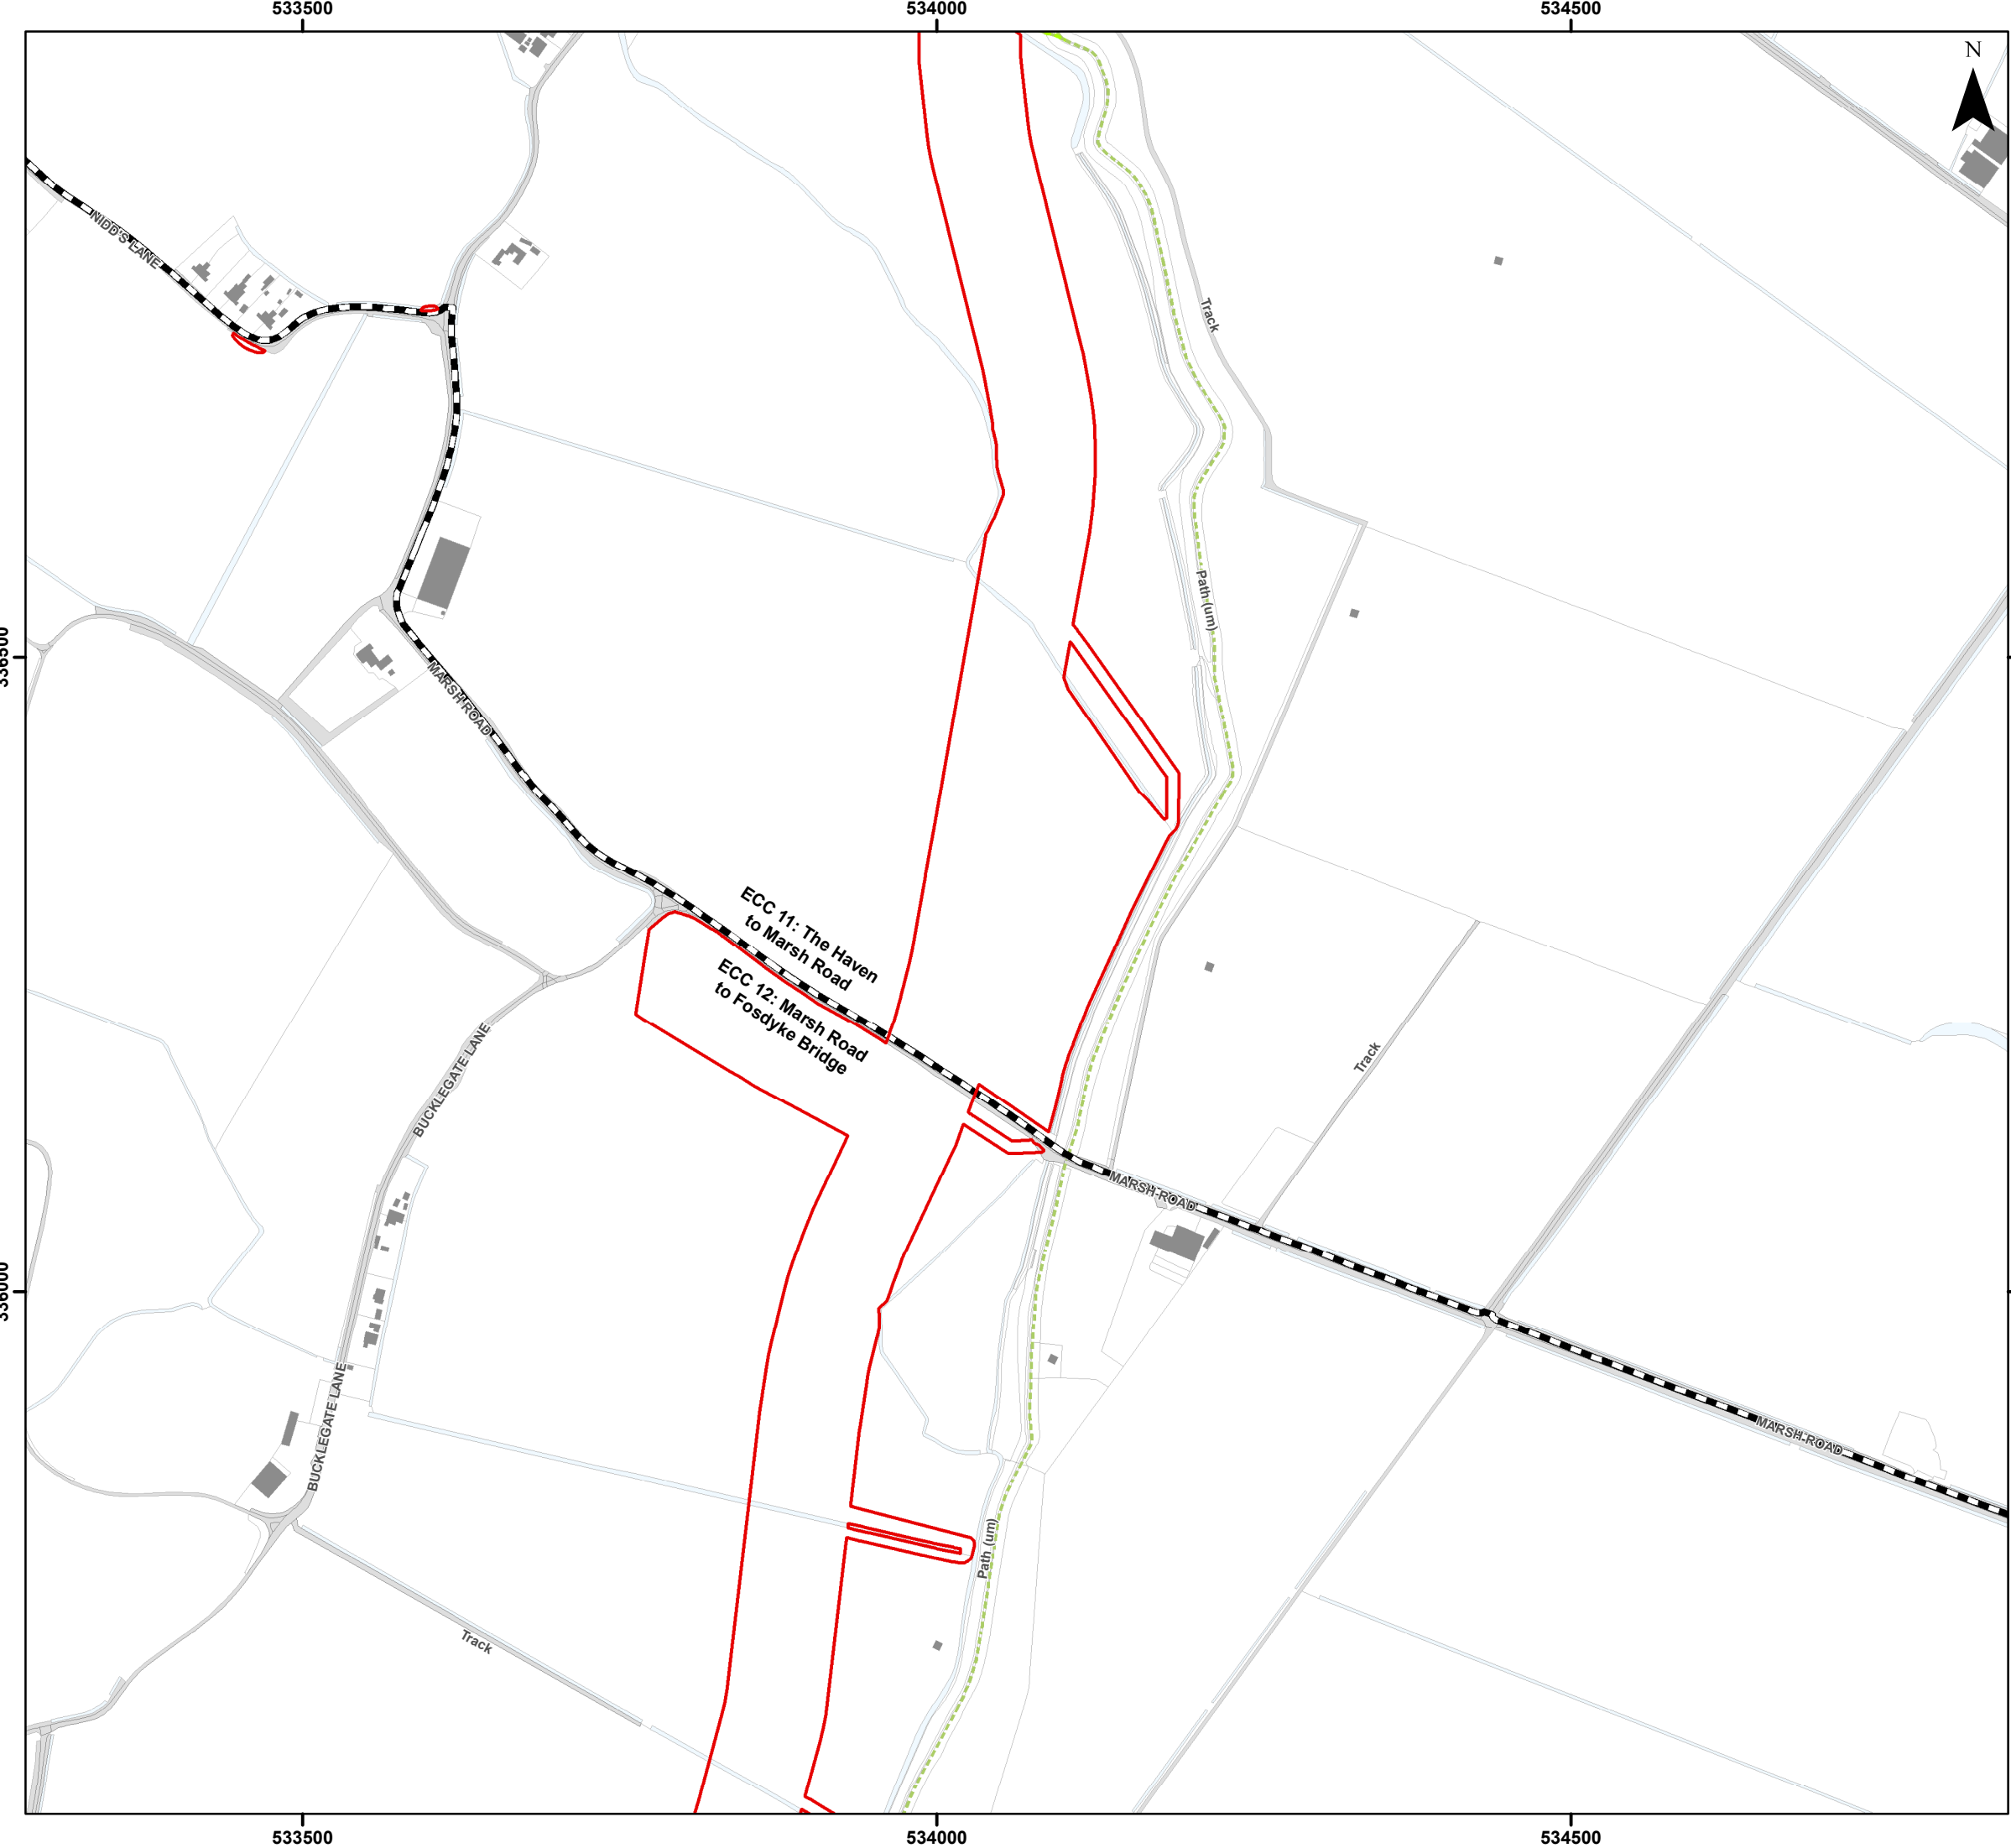 533500
534000
534500
N
NIDD'S LANE
Track
Path (um)
336500
MARSH ROAD
ECC 11: The Haven
to Marsh Road
ECC 12: Marsh Road
to Fosdyke Bridge
BUCKLEGATE LANE
Track
MARSH ROAD
336000
BUCKLEGATE LANE
MARSH ROAD
Path (um)
Track
533500
534000
534500